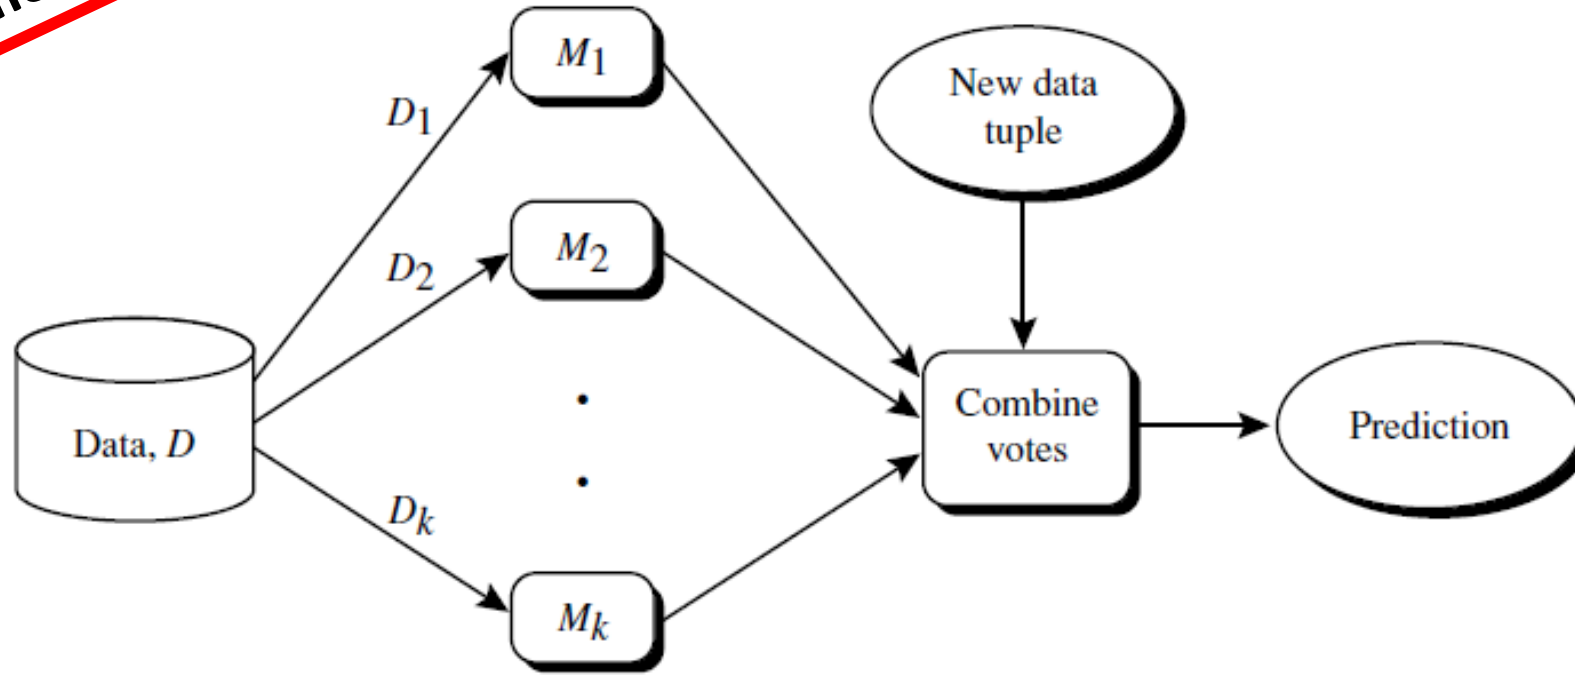 M1
New data
tuple
D1
M2
D2
Combine
votes
Data, D
Prediction
Dk
Mk